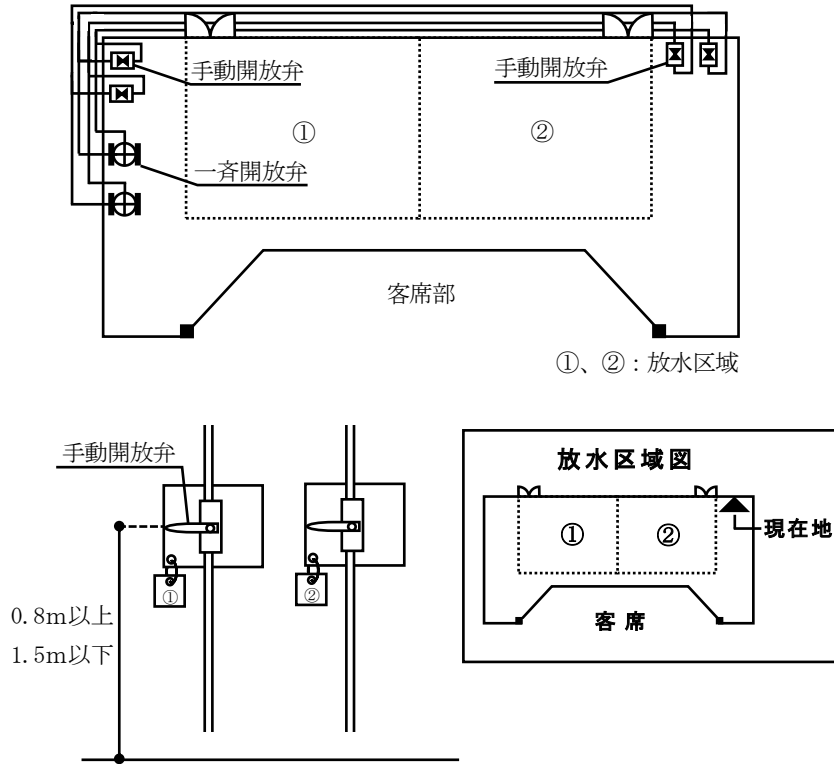 手動開放弁
手動開放弁
①
②
一斉開放弁
客席部
①、②：放水区域
手動開放弁
①
②
0.8m以上
1.5m以下
放水区域図
①
②
現在地
客席